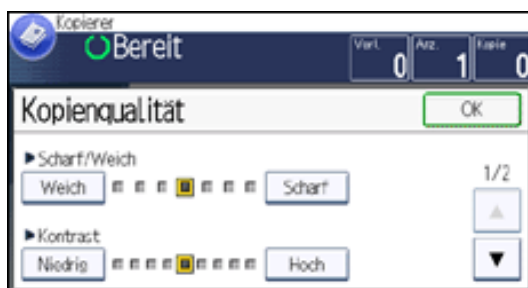 Kopierer
Bereit
Vorl. Anz. Kopie
0 1 0
Kopienqualität OK
►Scharf/Weich
Weich Scharf
1/2
►Kontrast
Niedrig Hoch